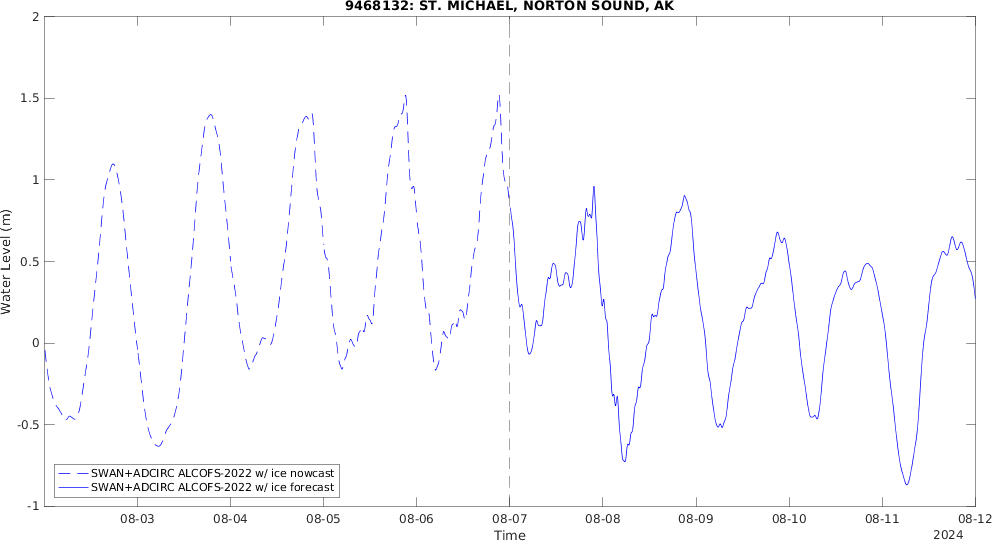 9468132: ST. MICHAEL, NORTON SOUND, AK
Water Level (m)
2
1.5
1
0.5
0
-0.5
-1
SWAN+ADCIRC ALCOFS-2022 w/ ice nowcast
SWAN+ADCIRC ALCOFS-2022 w/ ice forecast
08-03 08-04 08-05 08-06 08-07 08-08 08-09 08-10 08-11 08-12
Time
2024